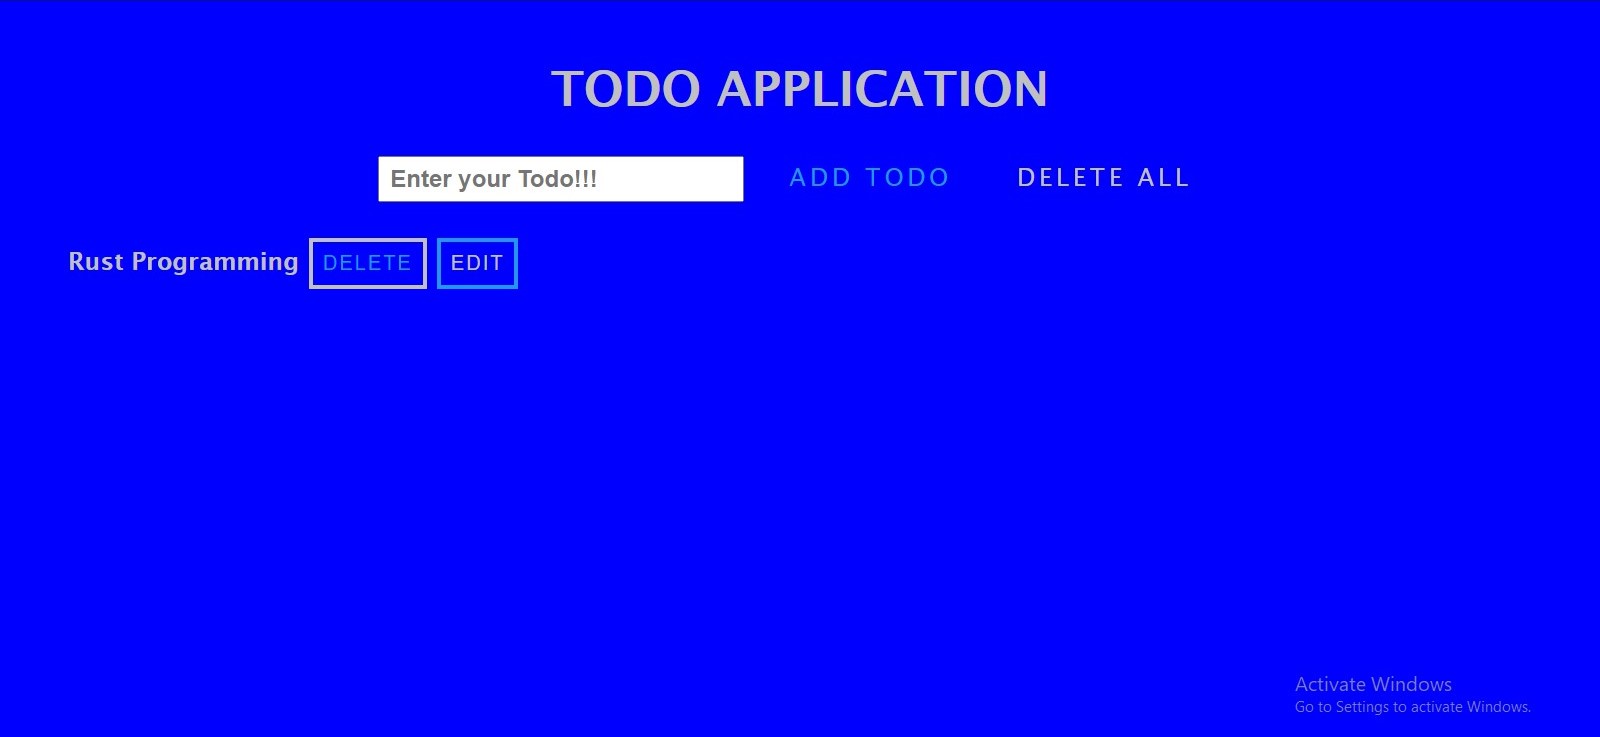 TODO APPLICATION
Enter your Todo!!! ADD TODO DELETE ALL
Rust Programming DELETE EDIT
Activate Windows
Go to Settings to activate Windows.